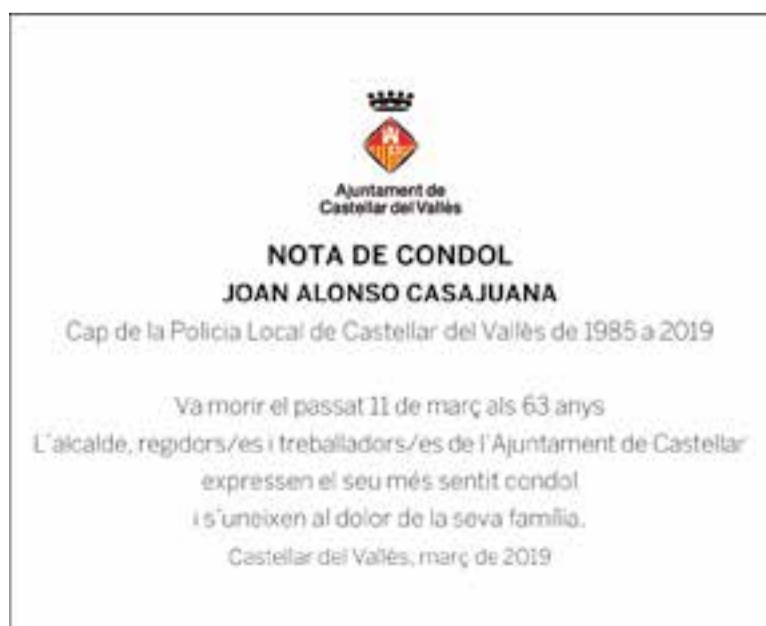 Ajuntament de
Castellar del Vallès
NOTA DE CONDOL
JOAN ALONSO CASAJUANA
Cap de la Policia Local de Castellar del Vallès de 1985 a 2019
Va morir el passat 11 de març als 63 anys
L'alcalde, regidors/es i treballadors/es de l'Ajuntament de Castellar
expressen el seu més sentit condol
i s'uneixen al dolor de la seva família.
Castellar del Vallès, març de 2019